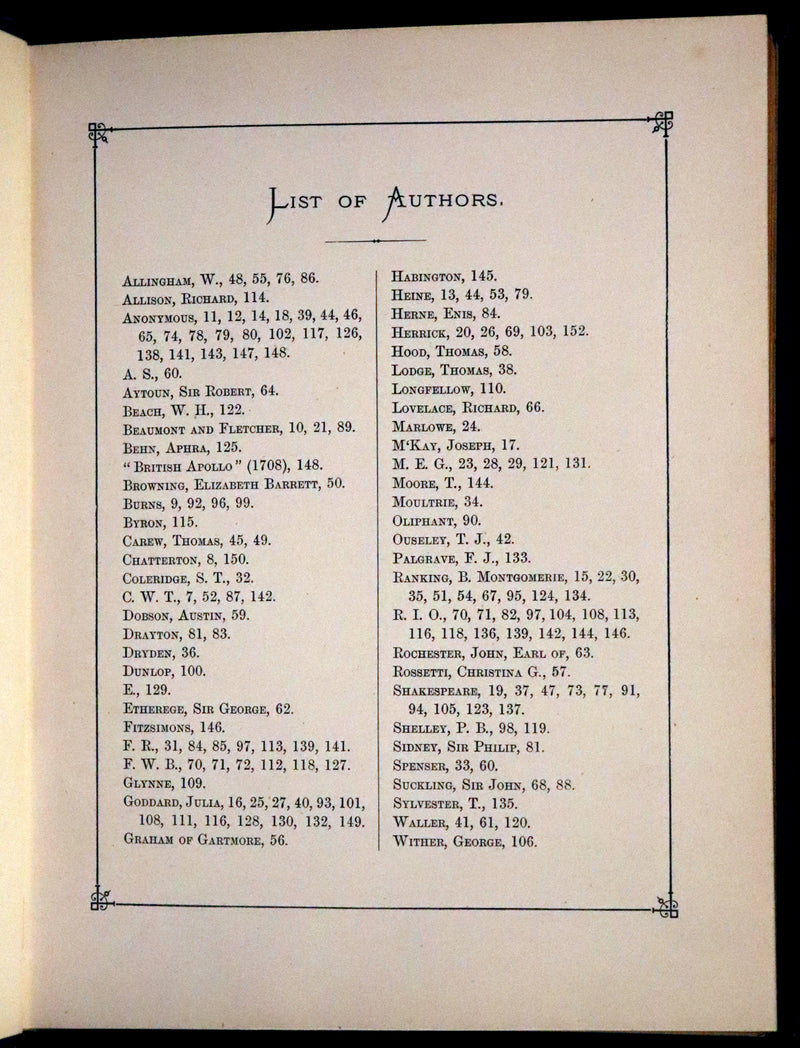 List of Authors.
Allingham, W., 48, 55, 76, 86.
Allison, Richard, 114.
Anonymous, 11, 12, 14, 18, 39, 44, 46,
65, 74, 78, 79, 80, 102, 117, 126,
138, 141, 143, 147, 148.
A. S., 60.
Aytoun, Sir Robert, 64.
Beach, W. H., 122.
Beaumont and Fletcher, 10, 21, 89.
Behn, Aphra, 125.
"British Apollo" (1708), 148.
Browning, Elizabeth Barrett, 50.
Burns, 9, 92, 96, 99.
Byron, 115.
Carew, Thomas, 45, 49.
Chatterton, 8, 150.
Coleridge, S. T., 32.
C. W. T., 7, 52, 87, 142.
Dobson, Austin, 59.
Drayton, 81, 83.
Dryden, 36.
Dunlop, 100.
E., 129.
Etherege, Sir George, 62.
Fitzsimons, 146.
F. R., 31, 84, 85, 97, 113, 139, 141.
F. W. B., 70, 71, 72, 112, 118, 127.
Glynne, 109.
Goddard, Julia, 16, 25, 27, 40, 93, 101,
108, 111, 116, 128, 130, 132, 149.
Graham of Gartmore, 56.
Habington, 145.
Heine, 13, 44, 53, 79.
Herne, Enis, 84.
Herrick, 20, 26, 69, 103, 152.
Hood, Thomas, 58.
Lodge, Thomas, 38.
Longfellow, 110.
Lovelace, Richard, 66.
Marlowe, 24.
M'Kay, Joseph, 17.
M. E. G., 23, 28, 29, 121, 131.
Moore, T., 144.
Moultrie, 34.
Oliphant, 90.
Ouseley, T. J., 42.
Palgrave, F. J., 133.
Ranking, B. Montgomerie, 15, 22, 30,
35, 51, 54, 67, 95, 124, 134.
R. I. O., 70, 71, 82, 97, 104, 108, 113,
116, 118, 136, 139, 142, 144, 146.
Rochester, John, Earl of, 63.
Rossetti, Christina G., 57.
Shakespeare, 19, 37, 47, 73, 77, 91,
94, 105, 123, 137.
Shelley, P. B., 98, 119.
Sidney, Sir Philip, 81.
Spenser, 33, 60.
Suckling, Sir John, 68, 88.
Sylvester, T., 135.
Waller, 41, 61, 120.
Wither, George, 106.